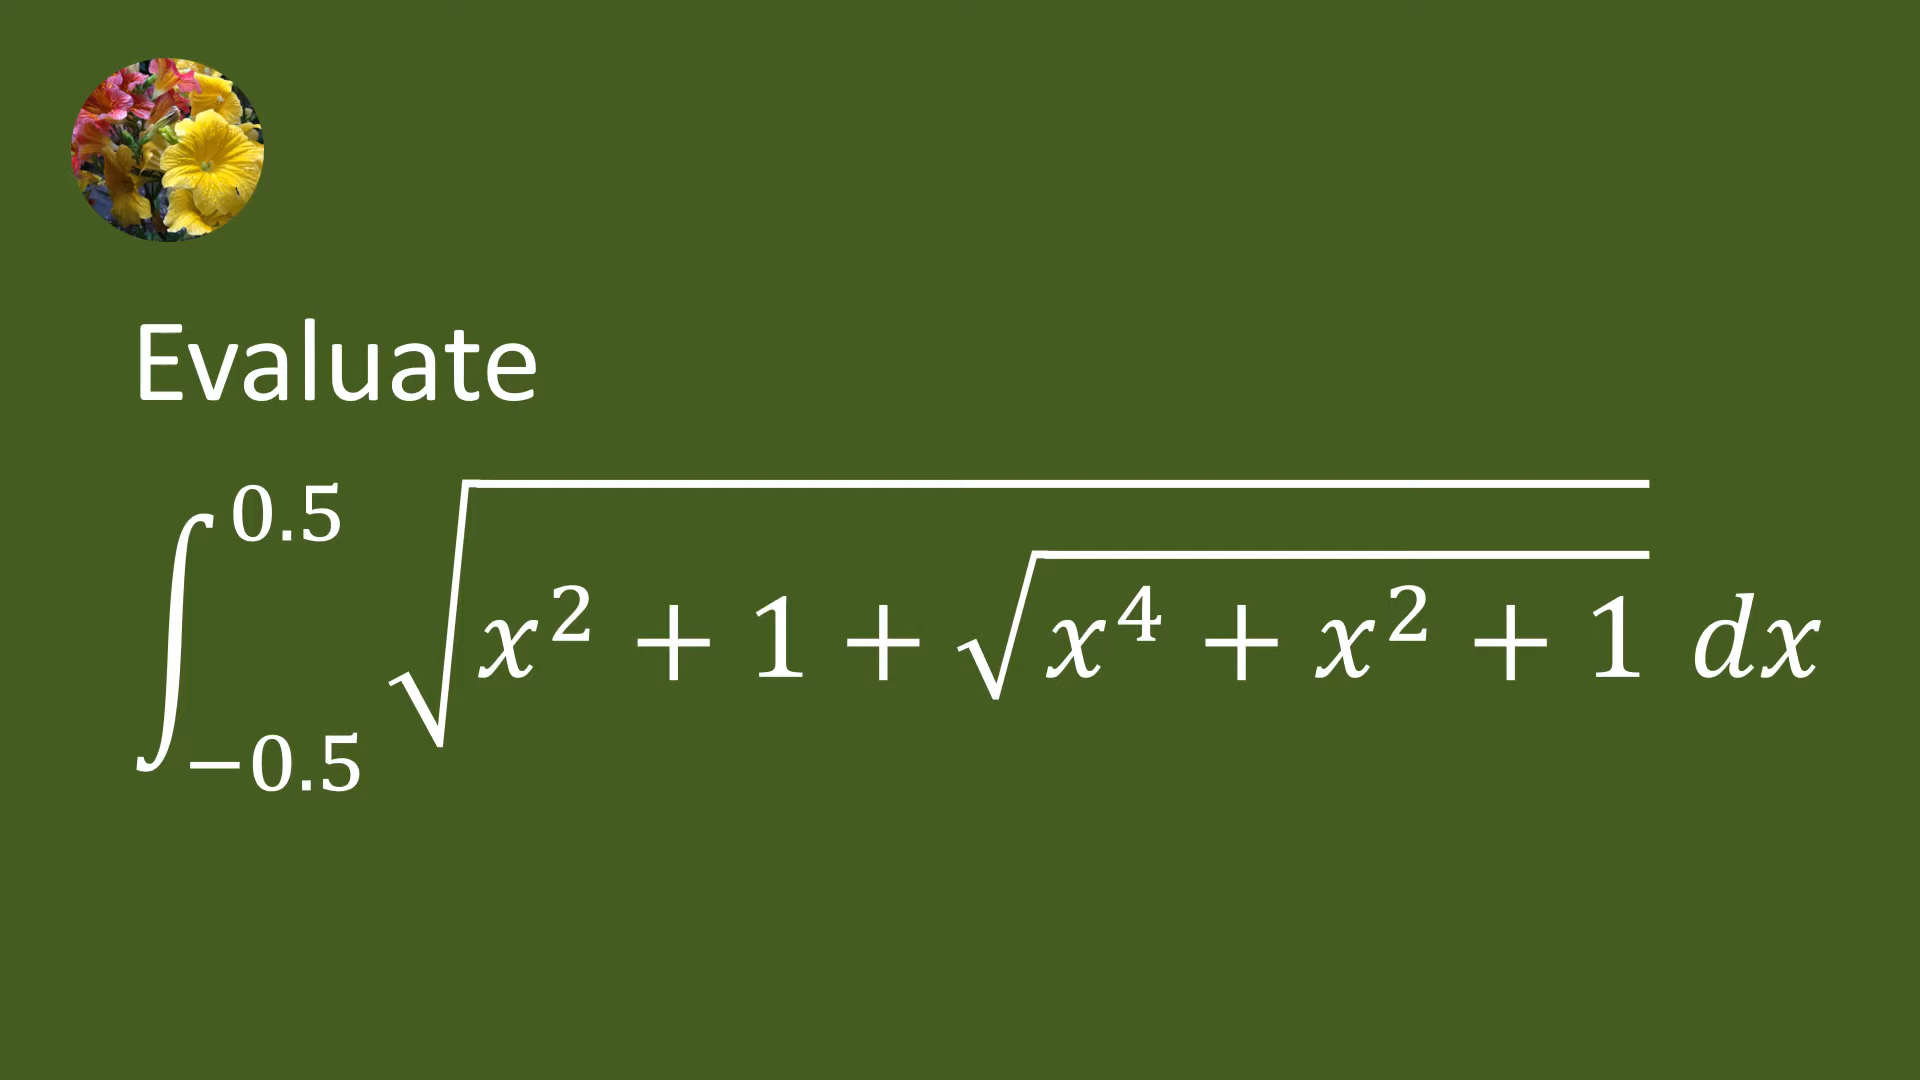 Evaluate
∫_{−0.5}^{0.5} √(x² + 1 + √(x⁴ + x² + 1)) dx